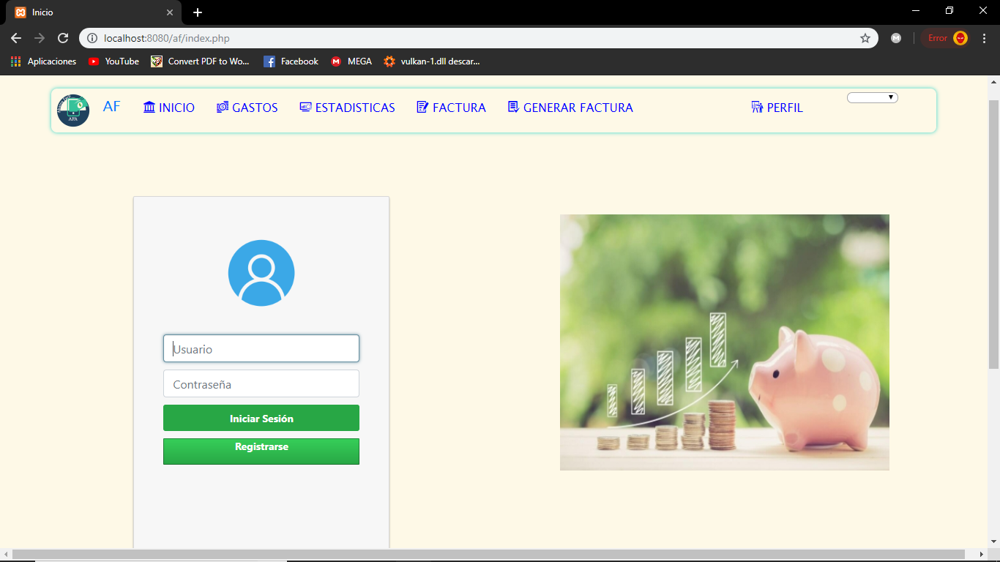 Inicio
localhost:8080/af/index.php
Error
Aplicaciones
YouTube
Convert PDF to Wo...
Facebook
MEGA
vulkan-1.dll descar...
AF
INICIO
GASTOS
ESTADISTICAS
FACTURA
GENERAR FACTURA
PERFIL
Usuario
Contraseña
Iniciar Sesión
Registrarse